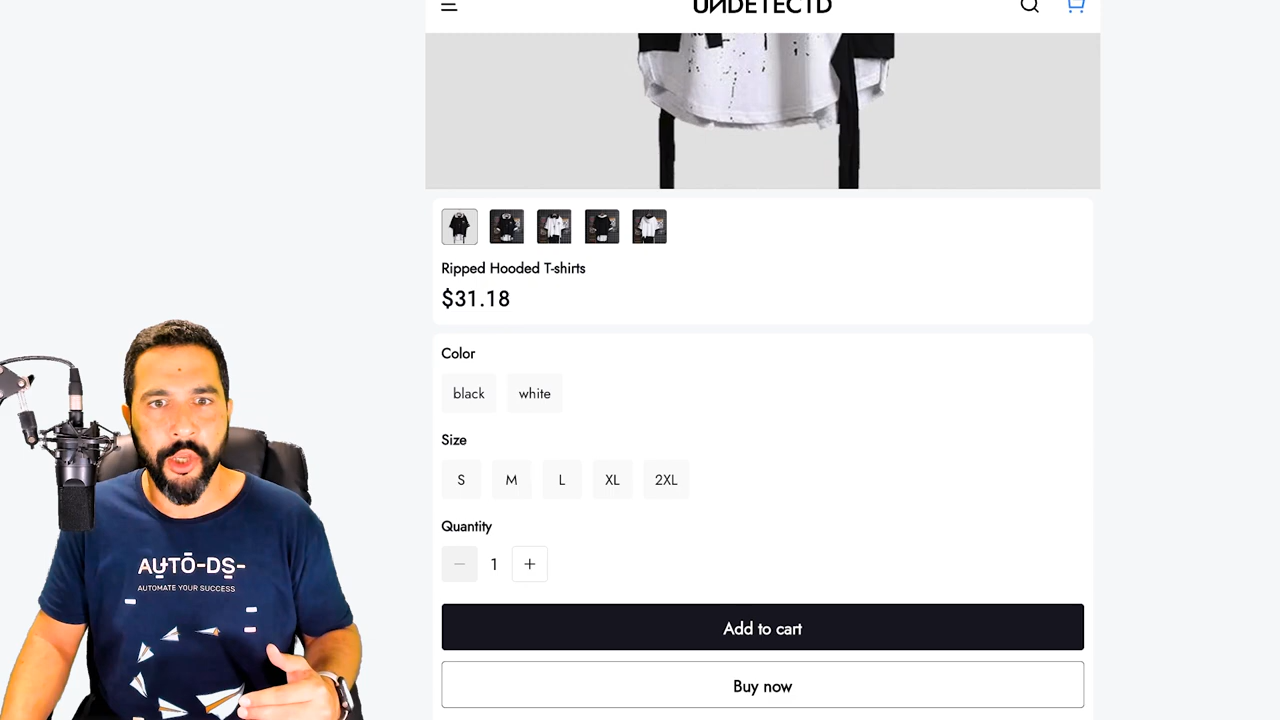 UNDETECTD
Ripped Hooded T-shirts
$31.18
Color
black
white
Size
S
M
L
XL
2XL
Quantity
1
Add to cart
Buy now
AUTO-DS-
AUTOMATE YOUR SUCCESS